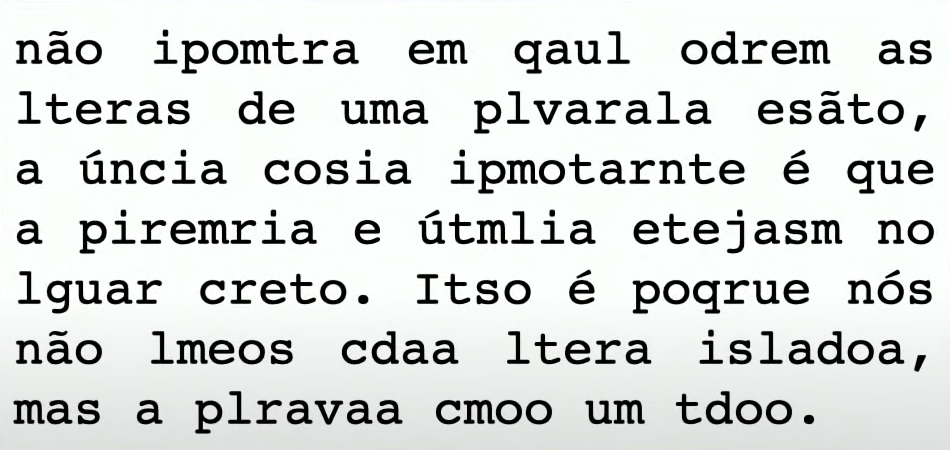 não ipomtra em qaul odrem as
lteras de uma plvarala esãto,
a úncia cosia ipmotarnte é que
a piremria e útmlia etejasm no
lguar creto. Itso é poqrue nós
não lmeos cdaa ltera isladoa,
mas a plravaa cmoo um tdoo.